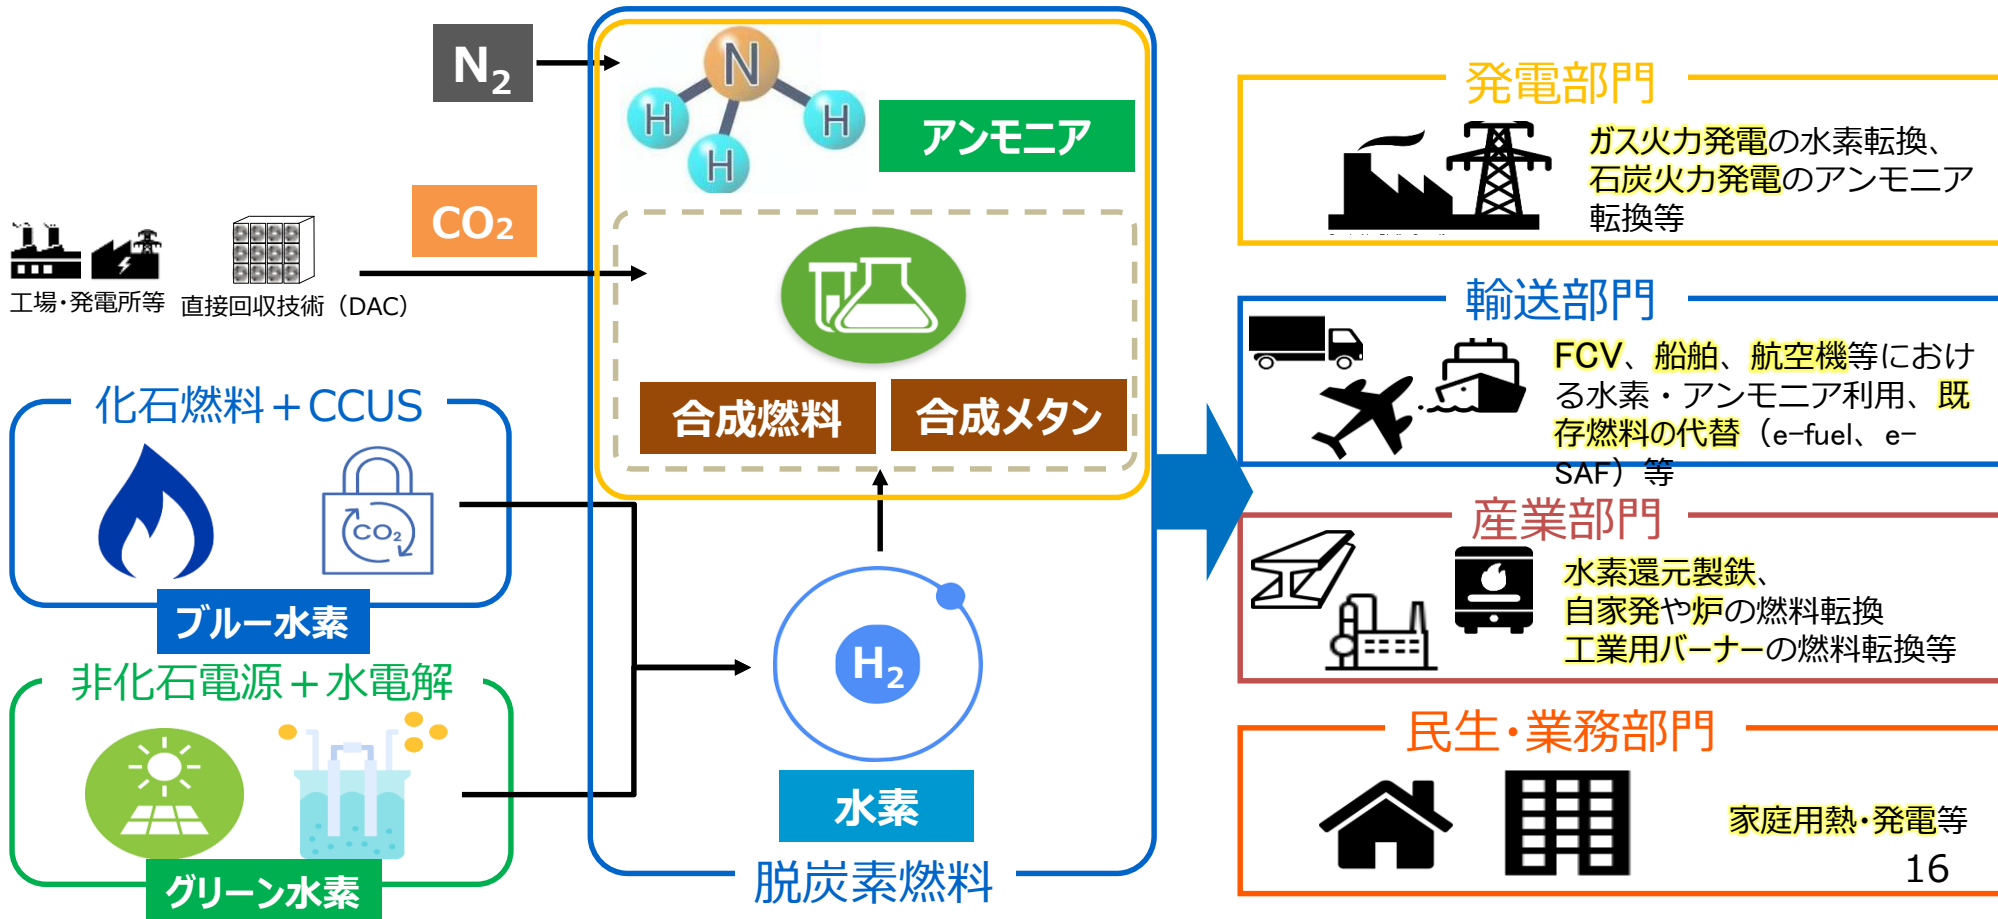 N₂
N
H
H
H
アンモニア
CO₂
工場・発電所等
直接回収技術（DAC）
合成燃料
合成メタン
化石燃料＋CCUS
CO₂
ブルー水素
非化石電源＋水電解
グリーン水素
H₂
水素
脱炭素燃料
発電部門
ガス火力発電の水素転換、
石炭火力発電のアンモニア
転換等
輸送部門
FCV、船舶、航空機等におけ
る水素・アンモニア利用、既
存燃料の代替（e-fuel、e-
SAF）等
産業部門
水素還元製鉄、
自家発や炉の燃料転換
工業用バーナーの燃料転換等
民生・業務部門
家庭用熱・発電等
16